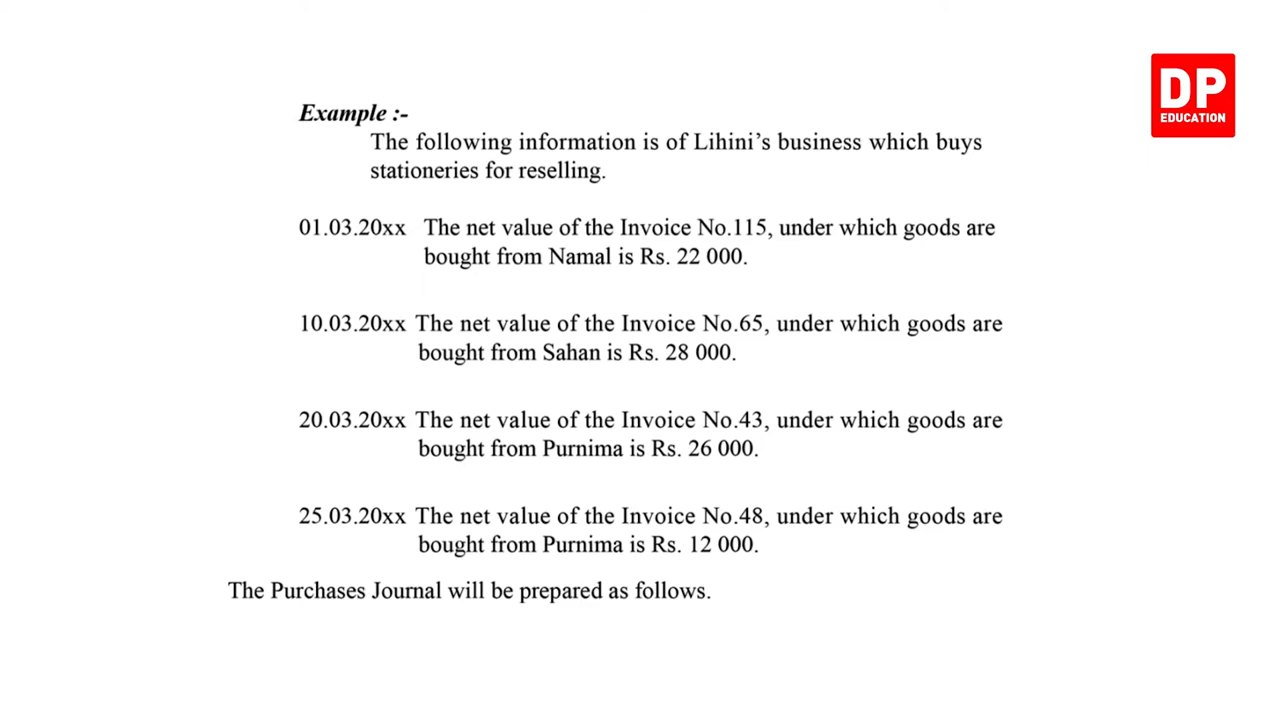 DP
EDUCATION
Example :-
The following information is of Lihini's business which buys
stationeries for reselling.
01.03.20xx The net value of the Invoice No.115, under which goods are
bought from Namal is Rs. 22 000.
10.03.20xx The net value of the Invoice No.65, under which goods are
bought from Sahan is Rs. 28 000.
20.03.20xx The net value of the Invoice No.43, under which goods are
bought from Purnima is Rs. 26 000.
25.03.20xx The net value of the Invoice No.48, under which goods are
bought from Purnima is Rs. 12 000.
The Purchases Journal will be prepared as follows.